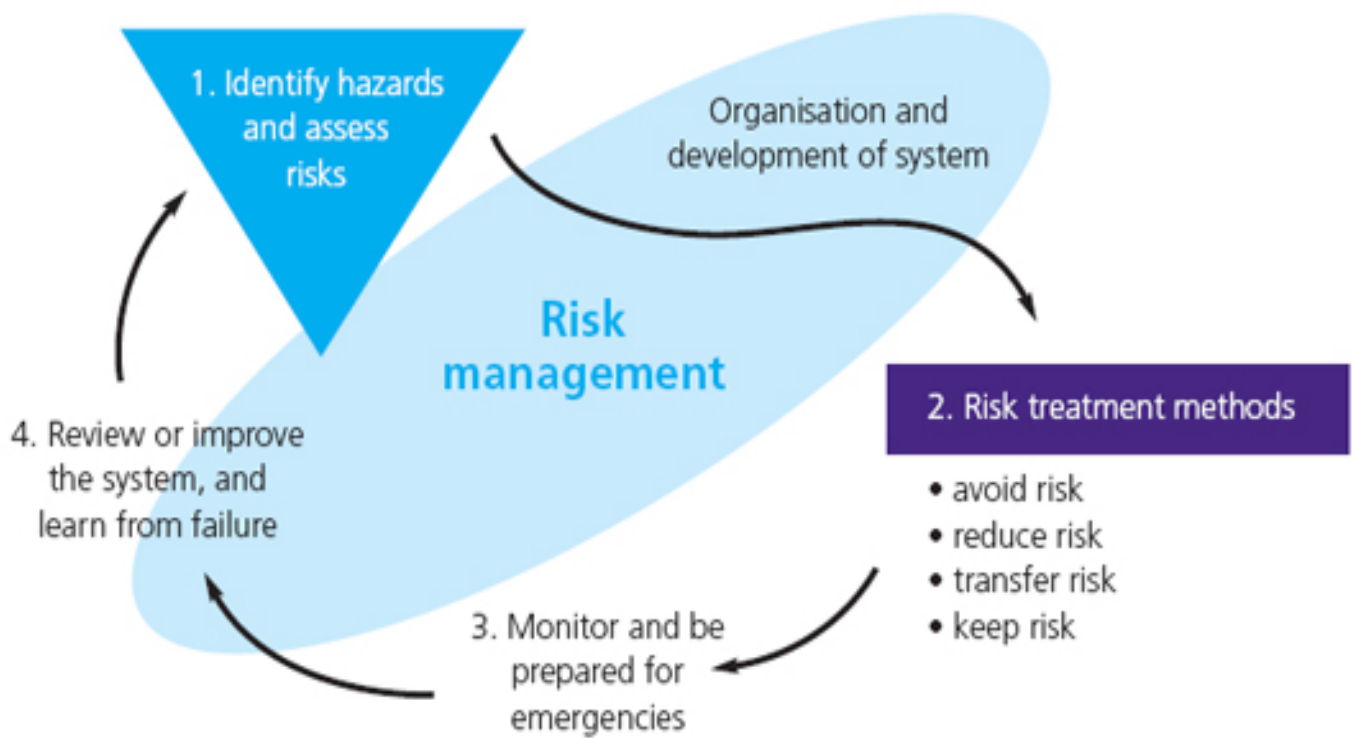 1. Identify hazards
and assess
risks
Organisation and
development of system
Risk
management
2. Risk treatment methods
• avoid risk
• reduce risk
• transfer risk
• keep risk
3. Monitor and be
prepared for
emergencies
4. Review or improve
the system, and
learn from failure